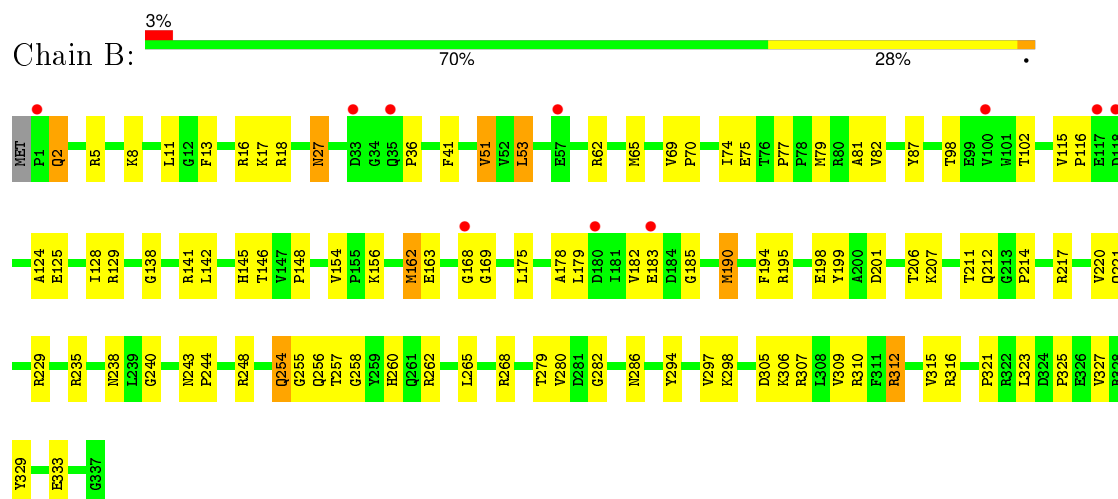 3%
Chain B:
70% 28% •
MET P1 Q2 R5 K8 L11 G12 F13 R16 K17 R18 N27 D33 G34 Q35 P36 F41 V51 V52 L53 E57 R62 M65 V69 P70 I74 E75 T76 P77 P78 M79 R80 A81 V82 Y87 T98 E99 V100 W101 T102 V115 P116 E117 D118
A124 E125 I128 R129 G138 R141 L142 H145 T146 V147 P148 V154 P155 K156 M162 E163 G168 G169 L175 A178 L179 D180 I181 V182 E183 D184 G185 M190 F194 R195 E198 Y199 A200 D201 T206 K207 T211 Q212 G213 P214 R217 V220 Q221
R229 R235 N238 L239 G240 N243 P244 R248 Q254 G255 Q256 T257 G258 Y259 H260 Q261 R262 L265 R268 T279 V280 D281 G282 N286 Y294 V297 K298 D305 K306 R307 L308 V309 R310 F311 R312 V315 R316 P321 R322 L323 D324 P325 E326 V327 R328
Y329 E333 G337